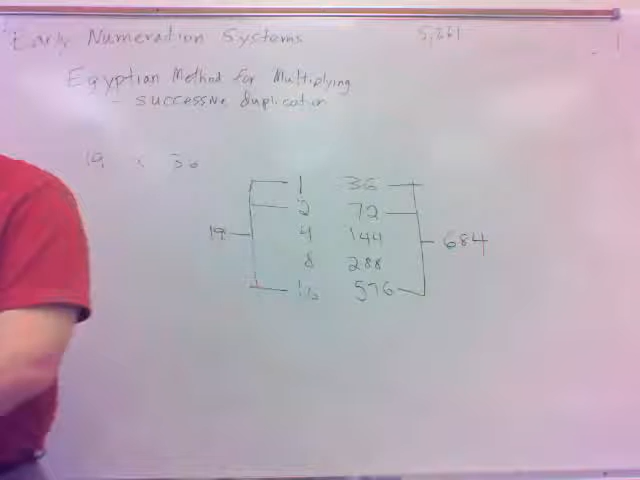 Early Numeration Systems 5,261
Egyptian Method for Multiplying
- successive duplication
19 × 36
1 36
2 72
19 4 144 684
8 288
16 576